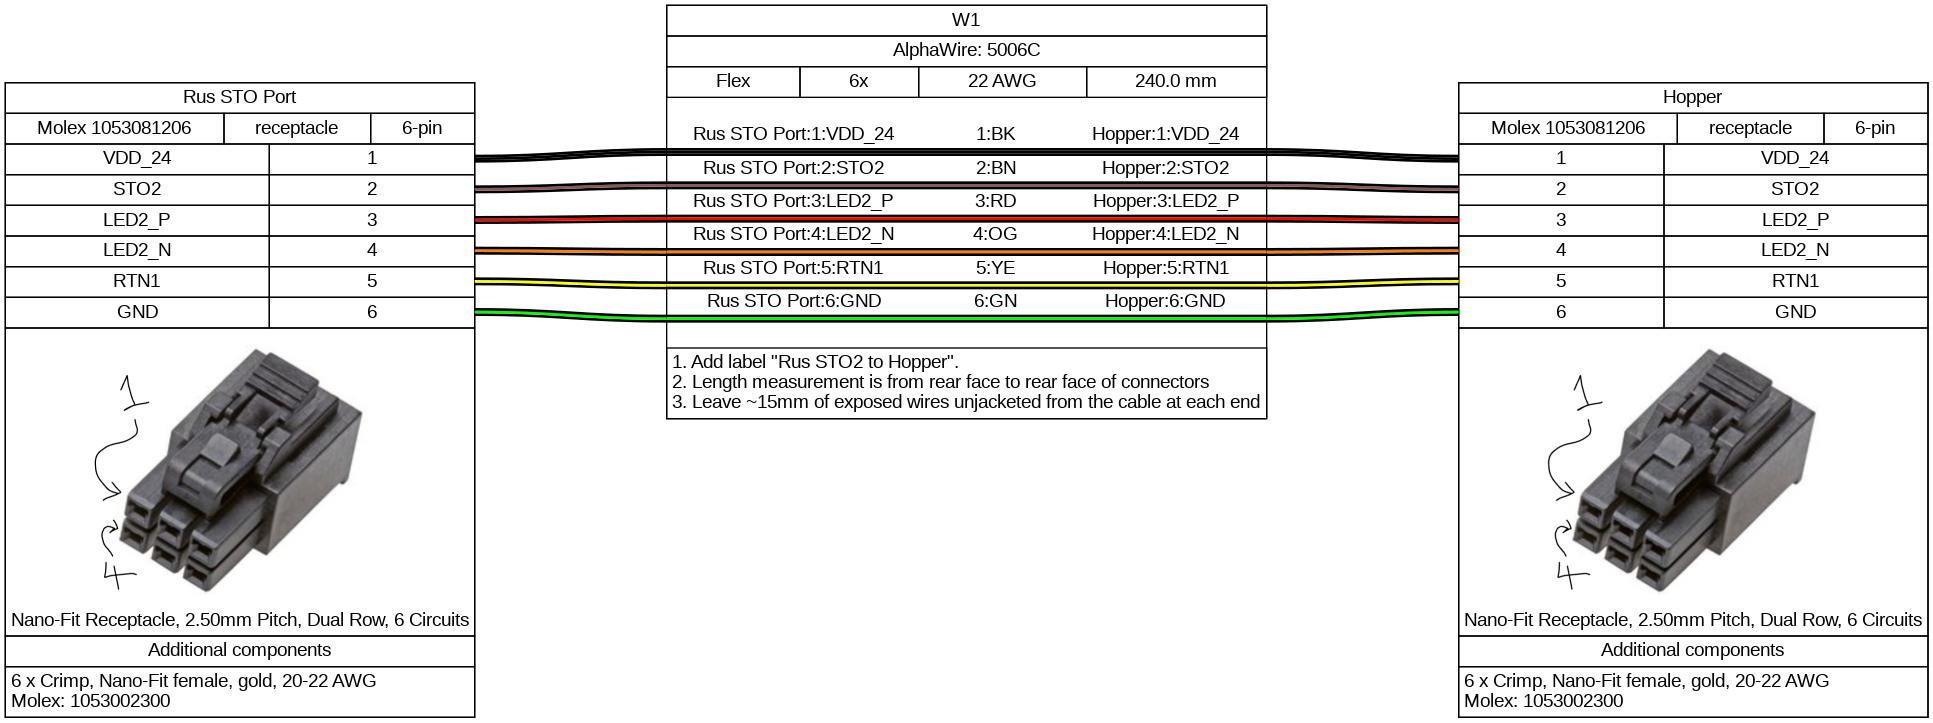 W1
AlphaWire: 5006C
Flex 6x 22 AWG 240.0 mm
Rus STO Port
Molex 1053081206 receptacle 6-pin
VDD_24 1
STO2 2
LED2_P 3
LED2_N 4
RTN1 5
GND 6
1
4
Nano-Fit Receptacle, 2.50mm Pitch, Dual Row, 6 Circuits
Additional components
6 x Crimp, Nano-Fit female, gold, 20-22 AWG
Molex: 1053002300
Rus STO Port:1:VDD_24 1:BK Hopper:1:VDD_24
Rus STO Port:2:STO2 2:BN Hopper:2:STO2
Rus STO Port:3:LED2_P 3:RD Hopper:3:LED2_P
Rus STO Port:4:LED2_N 4:OG Hopper:4:LED2_N
Rus STO Port:5:RTN1 5:YE Hopper:5:RTN1
Rus STO Port:6:GND 6:GN Hopper:6:GND
1. Add label "Rus STO2 to Hopper".
2. Length measurement is from rear face to rear face of connectors
3. Leave ~15mm of exposed wires unjacketed from the cable at each end
Hopper
Molex 1053081206 receptacle 6-pin
1 VDD_24
2 STO2
3 LED2_P
4 LED2_N
5 RTN1
6 GND
1
4
Nano-Fit Receptacle, 2.50mm Pitch, Dual Row, 6 Circuits
Additional components
6 x Crimp, Nano-Fit female, gold, 20-22 AWG
Molex: 1053002300